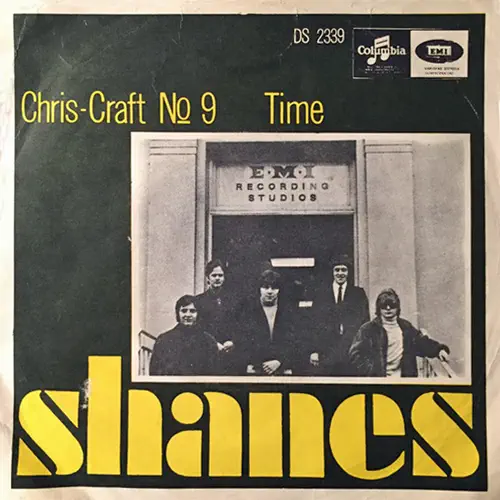 DS 2339
Columbia
EMI
Chris-Craft No 9 Time
E·M·I
RECORDING
STUDIOS
shanes